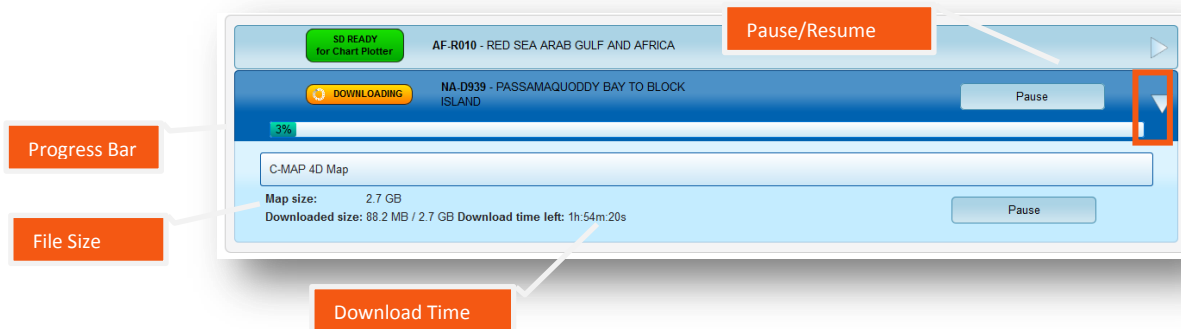 Pause/Resume
SD READY
for Chart Plotter
AF-R010 - RED SEA ARAB GULF AND AFRICA
DOWNLOADING
NA-D939 - PASSAMAQUODDY BAY TO BLOCK
ISLAND
Pause
3%
Progress Bar
C-MAP 4D Map
Map size: 2.7 GB
Downloaded size: 88.2 MB / 2.7 GB Download time left: 1h:54m:20s
Pause
File Size
Download Time